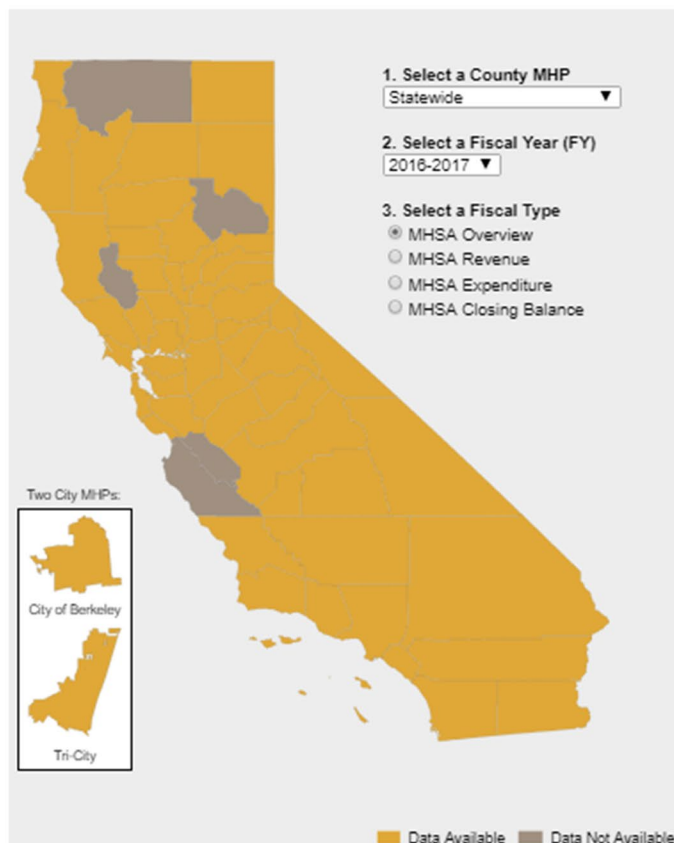 1. Select a County MHP
Statewide
2. Select a Fiscal Year (FY)
2016-2017
3. Select a Fiscal Type
MHSA Overview
MHSA Revenue
MHSA Expenditure
MHSA Closing Balance
Two City MHPs:
City of Berkeley
Tri-City
Data Available Data Not Available